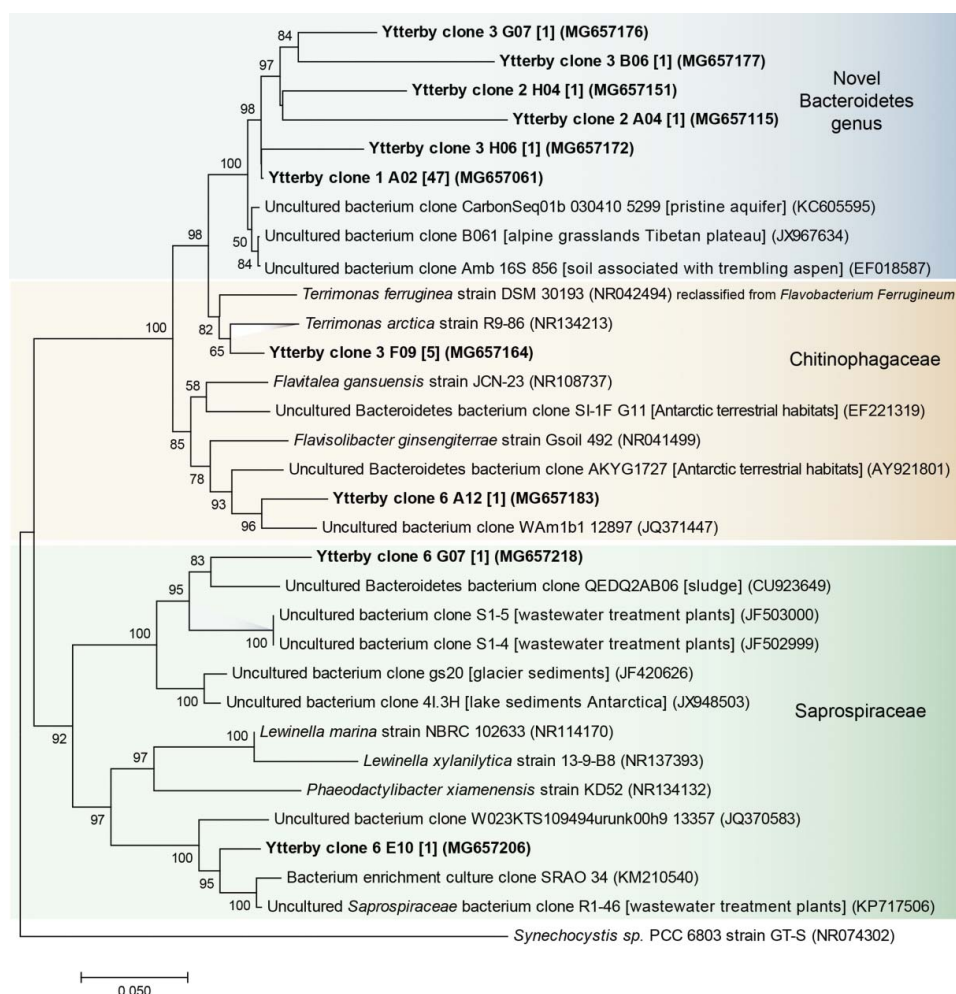 84
Ytterby clone 3 G07 [1] (MG657176)
97
Ytterby clone 3 B06 [1] (MG657177)
Ytterby clone 2 H04 [1] (MG657151)
Novel
Bacteroidetes
genus
98
Ytterby clone 2 A04 [1] (MG657115)
Ytterby clone 3 H06 [1] (MG657172)
100
Ytterby clone 1 A02 [47] (MG657061)
Uncultured bacterium clone CarbonSeq01b 030410 5299 [pristine aquifer] (KC605595)
98
50
Uncultured bacterium clone B061 [alpine grasslands Tibetan plateau] (JX967634)
84
Uncultured bacterium clone Amb 16S 856 [soil associated with trembling aspen] (EF018587)
Terrimonas ferruginea strain DSM 30193 (NR042494) reclassified from Flavobacterium Ferrugineum
100
82
Terrimonas arctica strain R9-86 (NR134213)
65
Ytterby clone 3 F09 [5] (MG657164)
Chitinophagaceae
58
Flavitalea gansuensis strain JCN-23 (NR108737)
Uncultured Bacteroidetes bacterium clone SI-1F G11 [Antarctic terrestrial habitats] (EF221319)
85
Flavisolibacter ginsengiterrae strain Gsoil 492 (NR041499)
78
Uncultured Bacteroidetes bacterium clone AKYG1727 [Antarctic terrestrial habitats] (AY921801)
93
Ytterby clone 6 A12 [1] (MG657183)
96
Uncultured bacterium clone WAm1b1 12897 (JQ371447)
83
Ytterby clone 6 G07 [1] (MG657218)
95
Uncultured Bacteroidetes bacterium clone QEDQ2AB06 [sludge] (CU923649)
Uncultured bacterium clone S1-5 [wastewater treatment plants] (JF503000)
100
100
Uncultured bacterium clone S1-4 [wastewater treatment plants] (JF502999)
Uncultured bacterium clone gs20 [glacier sediments] (JF420626)
100
Uncultured bacterium clone 4I.3H [lake sediments Antarctica] (JX948503)
Saprospiraceae
92
100
Lewinella marina strain NBRC 102633 (NR114170)
97
Lewinella xylanilytica strain 13-9-B8 (NR137393)
Phaeodactylibacter xiamenensis strain KD52 (NR134132)
97
Uncultured bacterium clone W023KTS109494urunk00h9 13357 (JQ370583)
100
Ytterby clone 6 E10 [1] (MG657206)
95
Bacterium enrichment culture clone SRAO 34 (KM210540)
100
Uncultured Saprospiraceae bacterium clone R1-46 [wastewater treatment plants] (KP717506)
Synechocystis sp. PCC 6803 strain GT-S (NR074302)
0.050